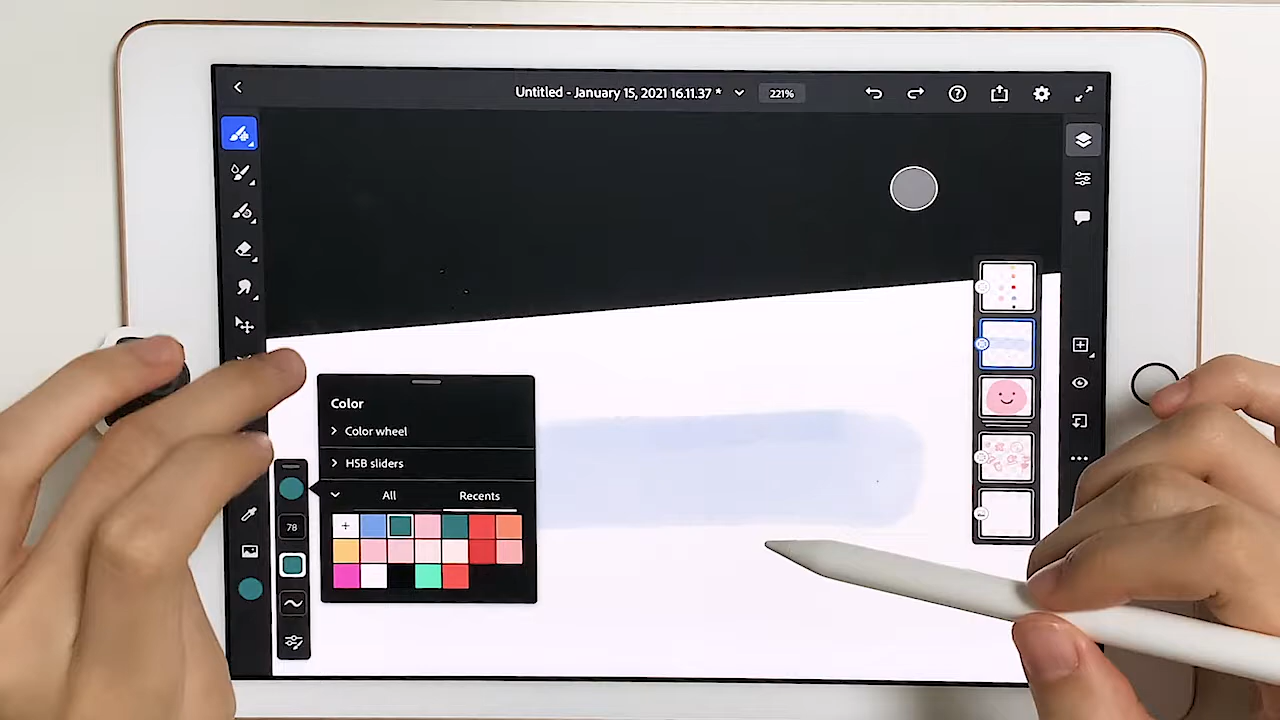 Untitled - January 15, 2021 16.11.37 *
221%
Color
Color wheel
HSB sliders
All
Recents
78